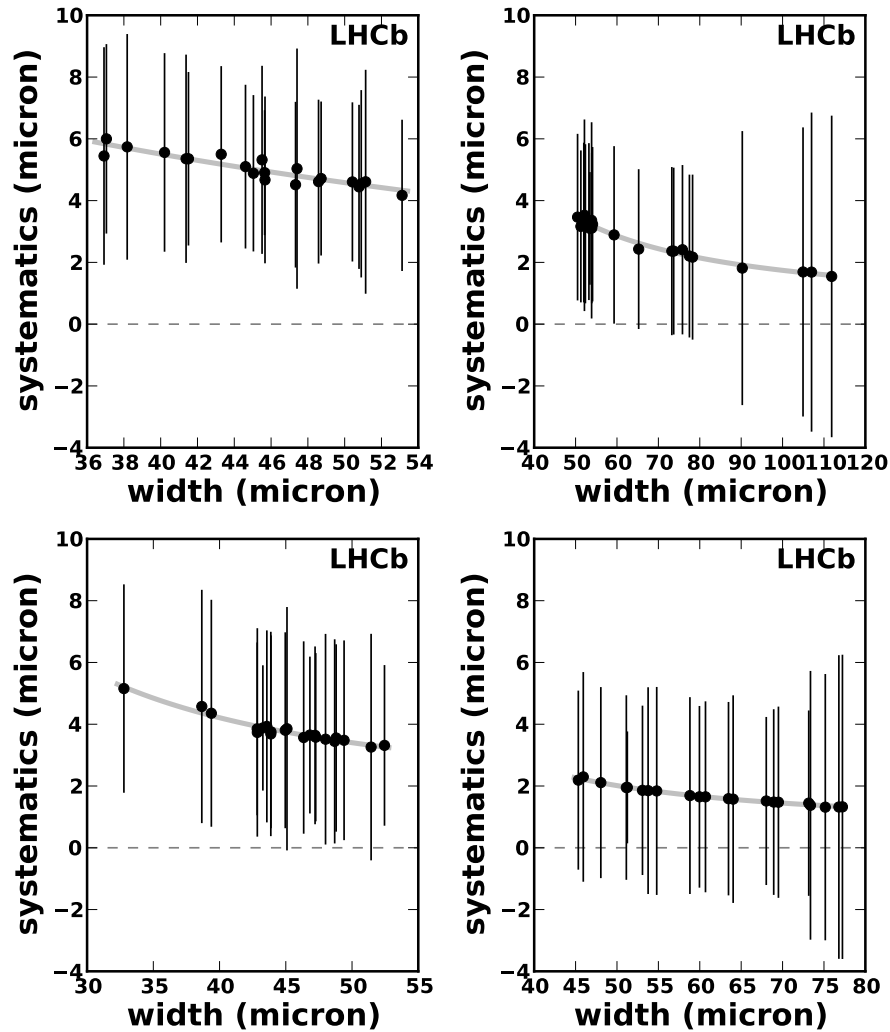 10 LHCb
8
6
4
2
0
−2
−4
36 38 40 42 44 46 48 50 52 54
width (micron)
systematics (micron)
10 LHCb
8
6
4
2
0
−2
−4
40 50 60 70 80 90 100 110 120
width (micron)
systematics (micron)
10 LHCb
8
6
4
2
0
−2
−4
30 35 40 45 50 55
width (micron)
systematics (micron)
10 LHCb
8
6
4
2
0
−2
−4
40 45 50 55 60 65 70 75 80
width (micron)
systematics (micron)